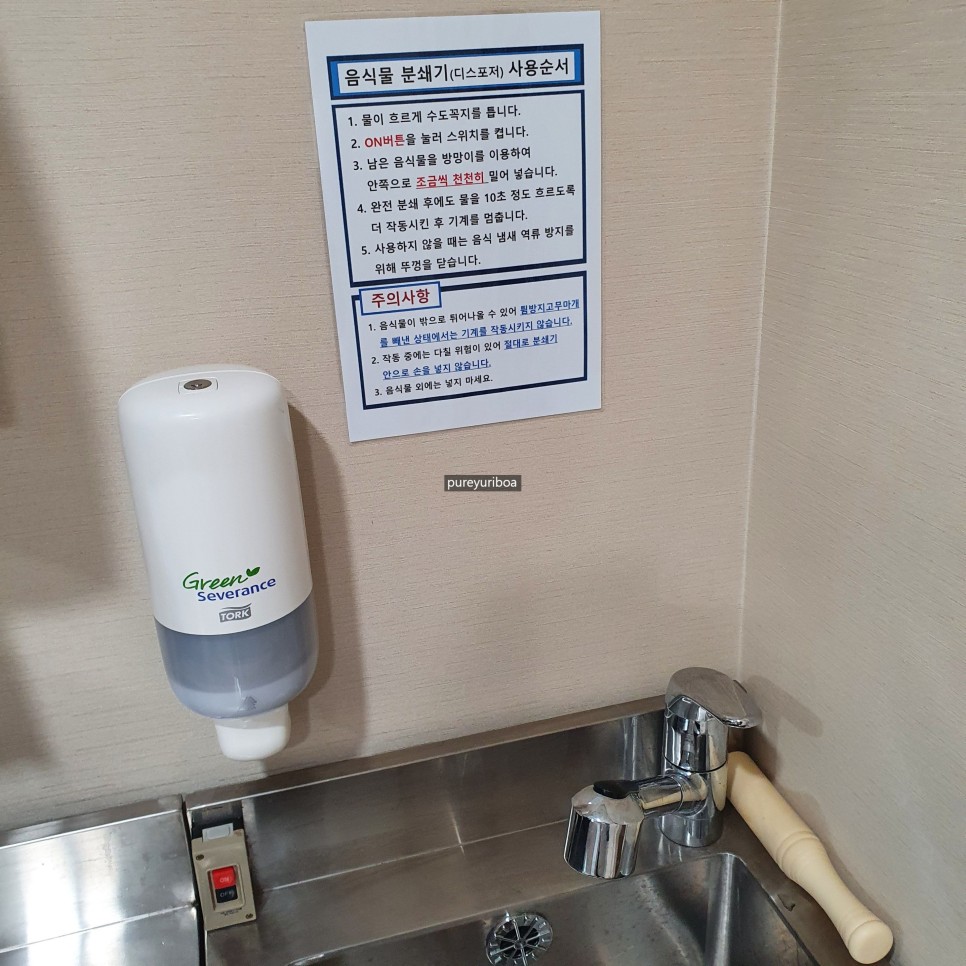 음식물 분쇄기(디스포저) 사용순서
1. 물이 흐르게 수도꼭지를 틉니다.
2. ON버튼을 눌러 스위치를 켭니다.
3. 남은 음식물을 방망이를 이용하여
안쪽으로 조금씩 천천히 밀어 넣습니다.
4. 완전 분쇄 후에도 물을 10초 정도 흐르도록
더 작동시킨 후 기계를 멈춥니다.
5. 사용하지 않을 때는 음식 냄새 역류 방지를
위해 뚜껑을 닫습니다.
주의사항
1. 음식물이 밖으로 튀어나올 수 있어 튐방지고무마개
를 빼낸 상태에서는 기계를 작동시키지 않습니다.
2. 작동 중에는 다칠 위험이 있어 절대로 분쇄기
안으로 손을 넣지 않습니다.
3. 음식물 외에는 넣지 마세요.
pureyuriboa
Green
Severance
TORK
ON
OFF